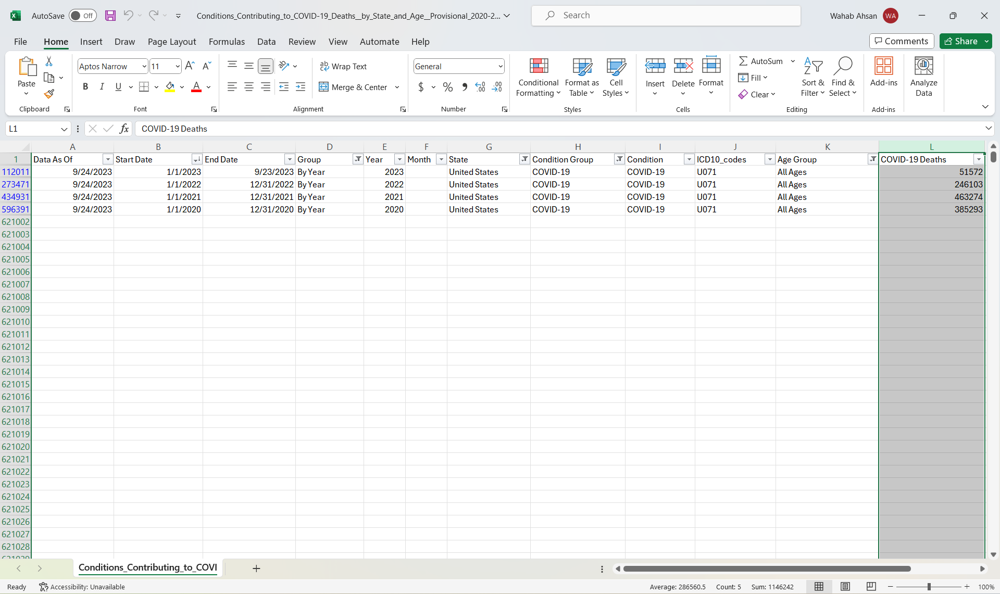 AutoSave Off Conditions_Contributing_to_COVID-19_Deaths__by_State_and_Age__Provisional_2020-2... Search Wahab Ahsan WA
File Home Insert Draw Page Layout Formulas Data Review View Automate Help Comments Share
Paste
Clipboard
Aptos Narrow 11
B I U
Font
Wrap Text
Merge & Center
Alignment
General
$ % 9
Number
Conditional Formatting
Format as Table
Cell Styles
Styles
Insert Delete Format
Cells
AutoSum
Fill
Clear
Sort & Filter
Find & Select
Editing
Add-ins
Add-ins
Analyze Data
L1 fx COVID-19 Deaths
A B C D E F G H I J K L
1 Data As Of Start Date End Date Group Year Month State Condition Group Condition ICD10_codes Age Group COVID-19 Deaths
112011 9/24/2023 1/1/2023 9/23/2023 By Year 2023 United States COVID-19 COVID-19 U071 All Ages 51572
273471 9/24/2023 1/1/2022 12/31/2022 By Year 2022 United States COVID-19 COVID-19 U071 All Ages 246103
434931 9/24/2023 1/1/2021 12/31/2021 By Year 2021 United States COVID-19 COVID-19 U071 All Ages 463274
596391 9/24/2023 1/1/2020 12/31/2020 By Year 2020 United States COVID-19 COVID-19 U071 All Ages 385293
621002
621003
621004
621005
621006
621007
621008
621009
621010
621011
621012
621013
621014
621015
621016
621017
621018
621019
621020
621021
621022
621023
621024
621025
621026
621027
621028
Conditions_Contributing_to_COVI
Ready Accessibility: Unavailable Average: 286560.5 Count: 5 Sum: 1146242 100%